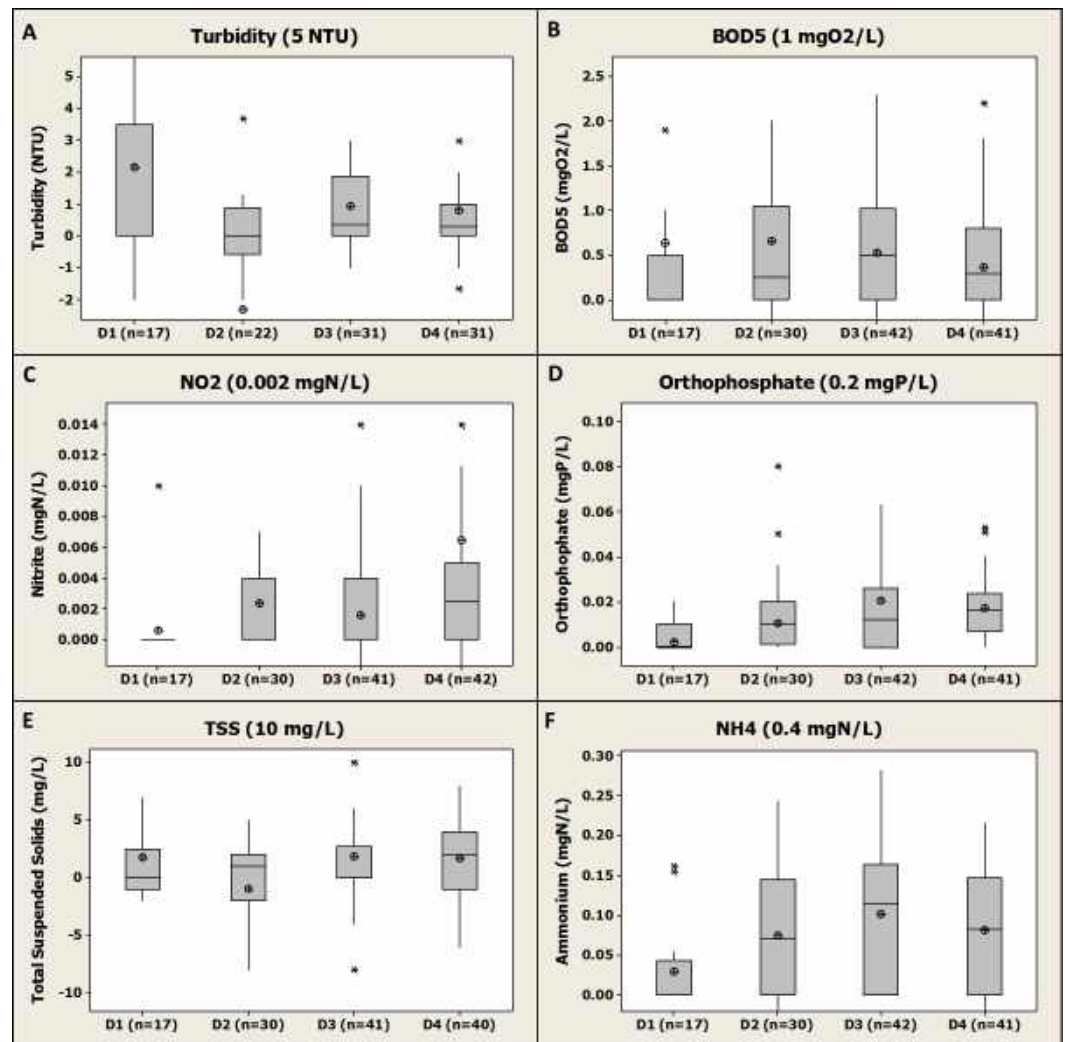 A
Turbidity (5 NTU)
Turbidity (NTU)
5
4
3
2
1
0
-1
-2
D1 (n=17) D2 (n=22) D3 (n=31) D4 (n=31)
B
BOD5 (1 mgO2/L)
BOD5 (mgO2/L)
2.5
2.0
1.5
1.0
0.5
0.0
D1 (n=17) D2 (n=30) D3 (n=42) D4 (n=41)
C
NO2 (0.002 mgN/L)
Nitrite (mgN/L)
0.014
0.012
0.010
0.008
0.006
0.004
0.002
0.000
D1 (n=17) D2 (n=30) D3 (n=41) D4 (n=42)
D
Orthophosphate (0.2 mgP/L)
Orthophophate (mgP/L)
0.10
0.08
0.06
0.04
0.02
0.00
D1 (n=17) D2 (n=30) D3 (n=42) D4 (n=41)
E
TSS (10 mg/L)
Total Suspended Solids (mg/L)
10
5
0
-5
-10
D1 (n=17) D2 (n=30) D3 (n=41) D4 (n=40)
F
NH4 (0.4 mgN/L)
Ammonium (mgN/L)
0.30
0.25
0.20
0.15
0.10
0.05
0.00
D1 (n=17) D2 (n=30) D3 (n=42) D4 (n=41)